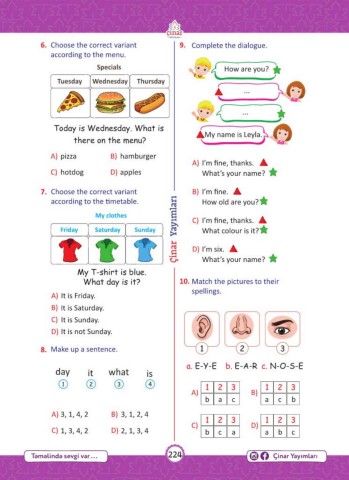 çınar
6. Choose the correct variant
according to the menu.
Specials
Tuesday Wednesday Thursday
Today is Wednesday. What is
there on the menu?
A) pizza B) hamburger
C) hotdog D) apples
7. Choose the correct variant
according to the timetable.
My clothes
Friday Saturday Sunday
My T-shirt is blue.
What day is it?
A) It is Friday.
B) It is Saturday.
C) It is Sunday.
D) It is not Sunday.
8. Make up a sentence.
day it what is
1 2 3 4
A) 3, 1, 4, 2 B) 3, 1, 2, 4
C) 1, 3, 4, 2 D) 2, 1, 3, 4
Çinar Yayımları
9. Complete the dialogue.
How are you?
...
...
My name is Leyla.
A) I'm fine, thanks.
What's your name?
B) I'm fine.
How old are you?
C) I'm fine, thanks.
What colour is it?
D) I'm six.
What's your name?
10. Match the pictures to their
spellings.
1 2 3
a. E-Y-E b. E-A-R c. N-O-S-E
A) 1 2 3 B) 1 2 3
b a c a c b
C) 1 2 3 D) 1 2 3
b c a c b a
Təməlində sevgi var...
224
Çinar Yayımları